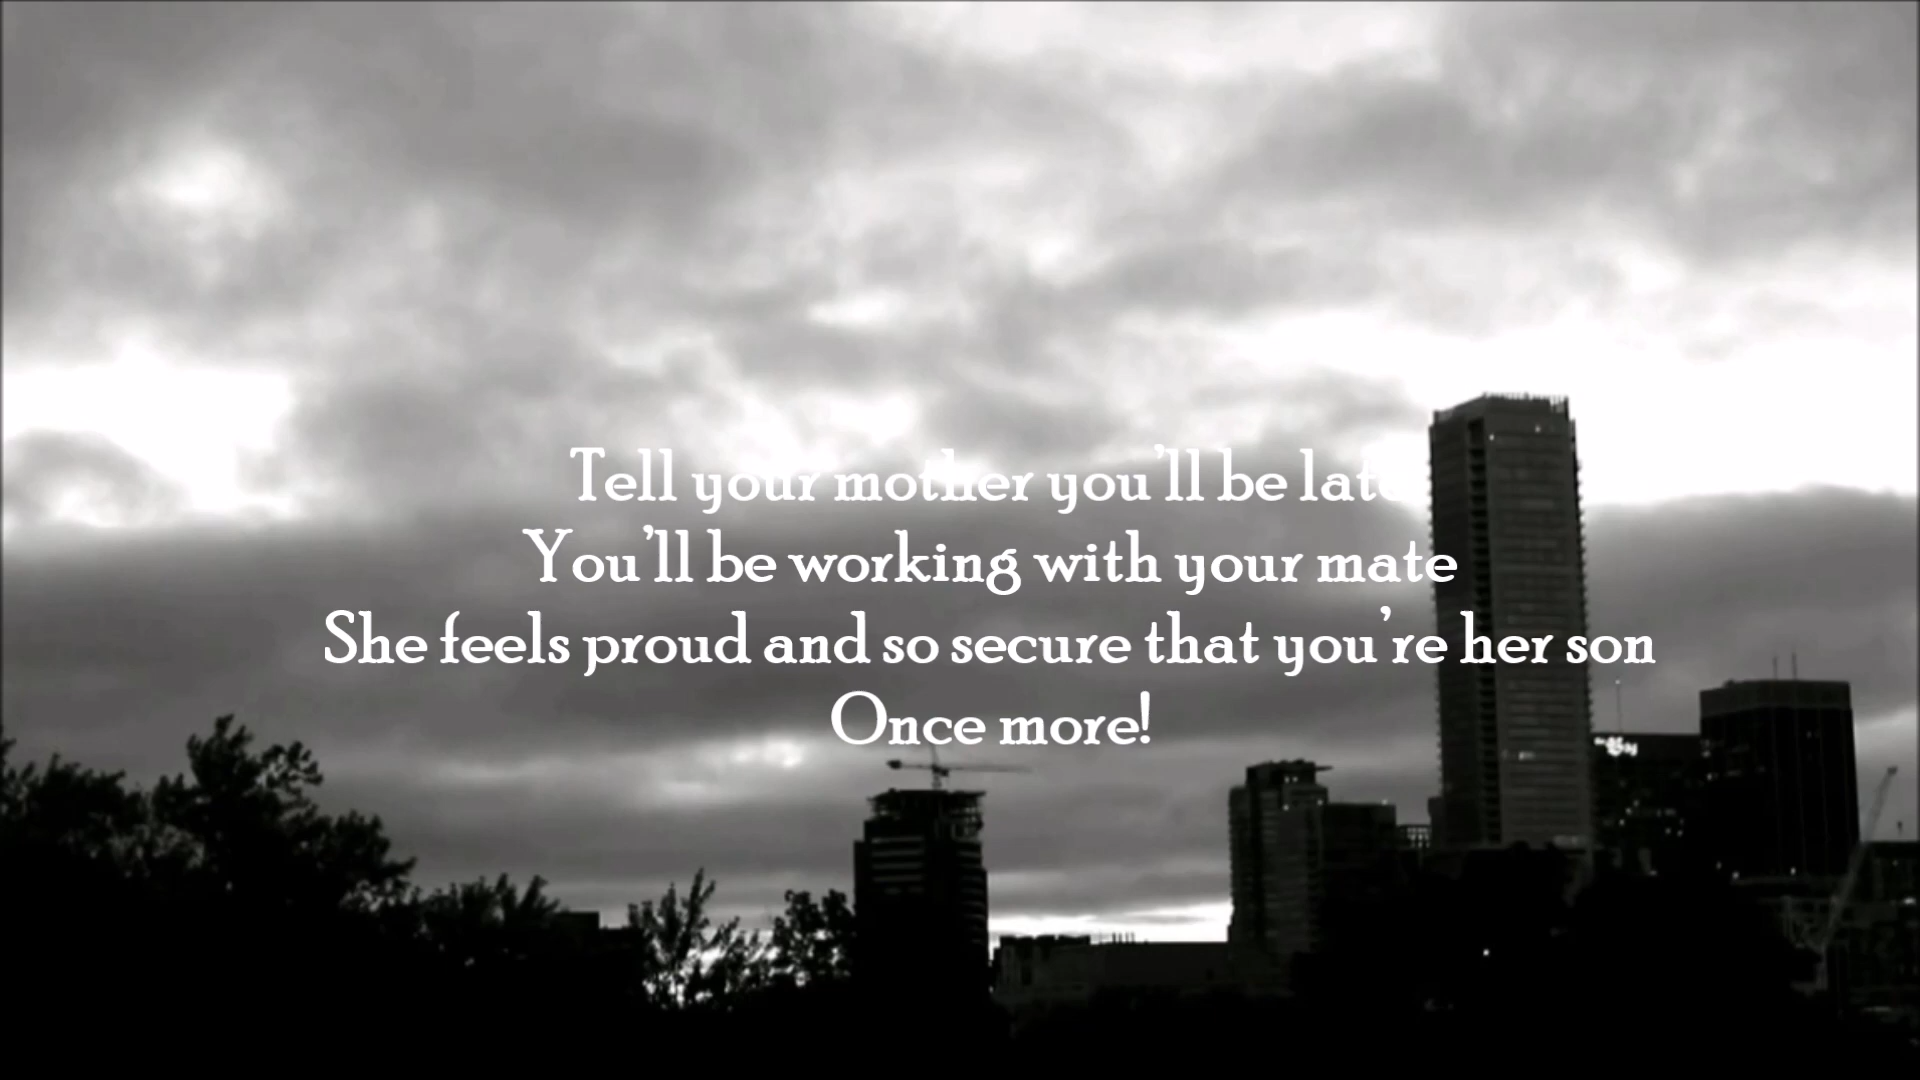 Tell your mother you'll be late
You'll be working with your mate
She feels proud and so secure that you're her son
Once more!